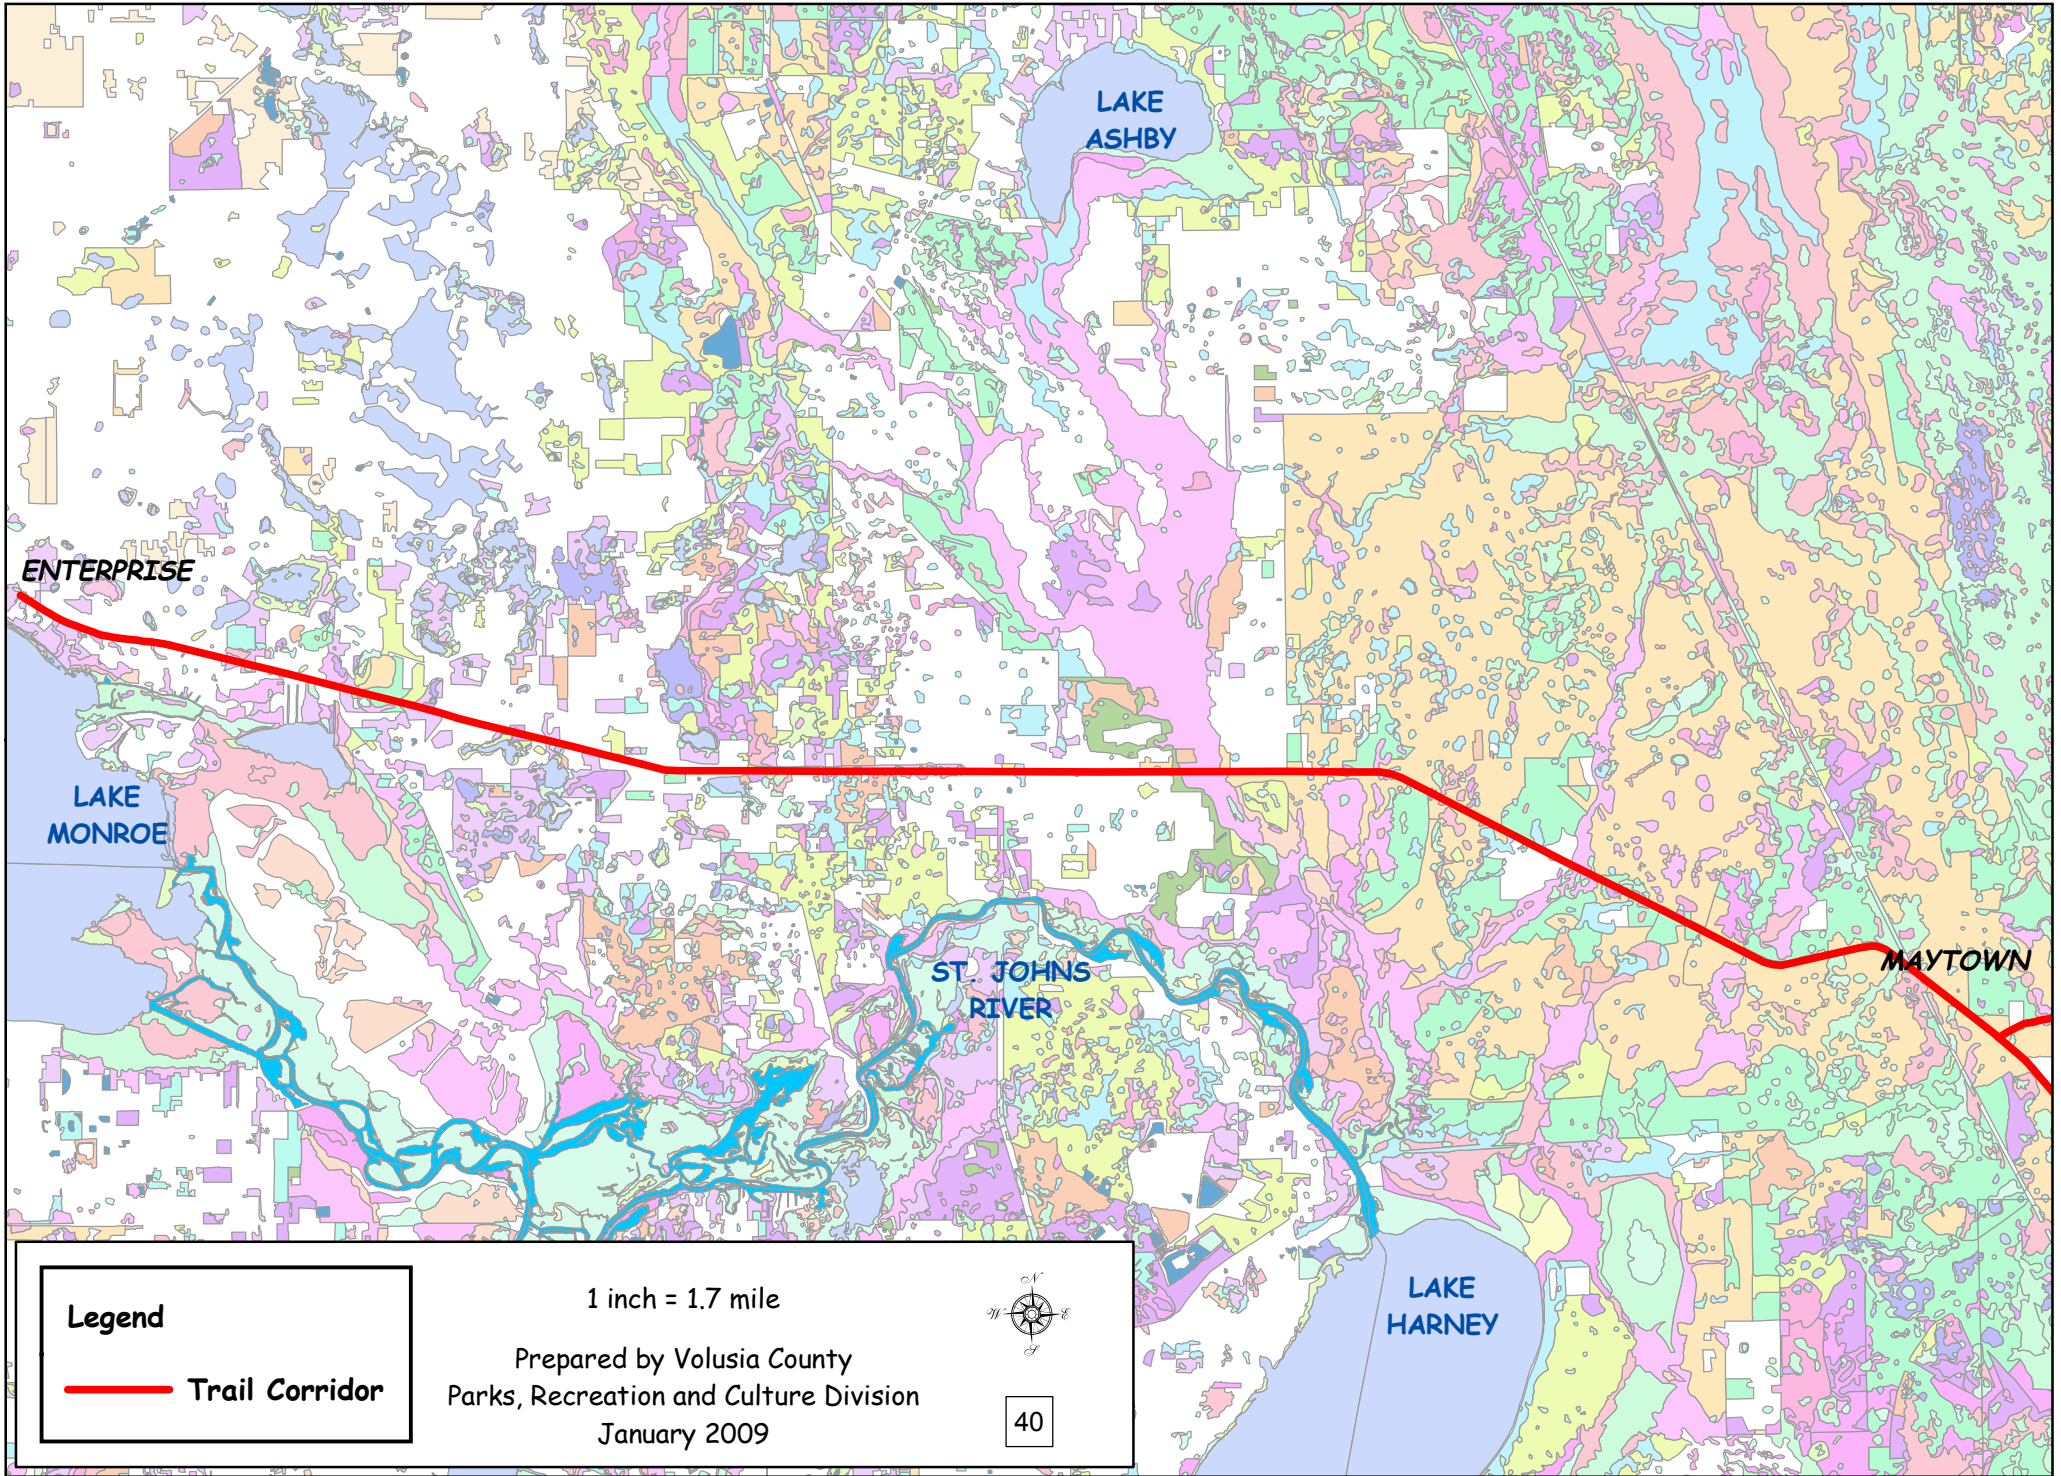 LAKE
ASHBY
ENTERPRISE
LAKE
MONROE
ST. JOHNS
RIVER
MAYTOWN
LAKE
HARNEY
Legend
Trail Corridor
1 inch = 1.7 mile
Prepared by Volusia County
Parks, Recreation and Culture Division
January 2009
N
W
E
S
40